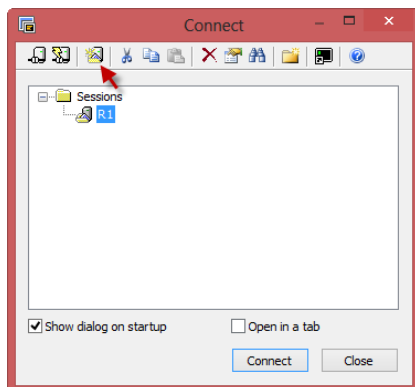 Connect
Sessions
R1
Show dialog on startup
Open in a tab
Connect
Close